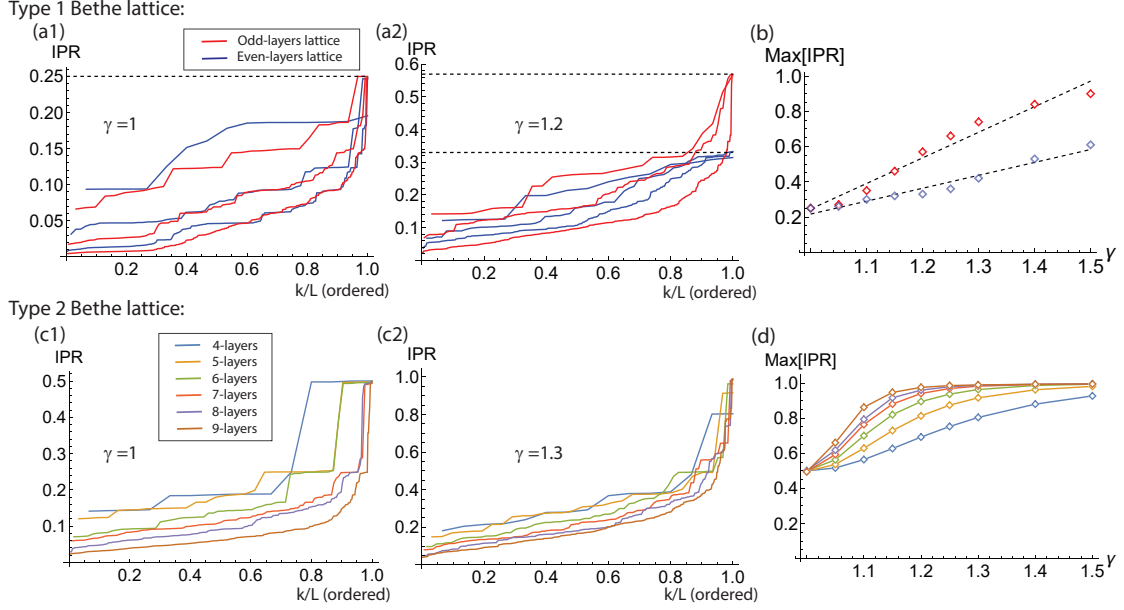 Type 1 Bethe lattice:
(a1)
IPR
Odd-layers lattice
Even-layers lattice
0.25
0.20
0.15
0.10
0.05
γ =1
0.2 0.4 0.6 0.8 1.0
k/L (ordered)
(a2)
IPR
0.6
0.5
0.4
0.3
0.2
0.1
γ =1.2
0.2 0.4 0.6 0.8 1.0
k/L (ordered)
(b)
Max[IPR]
1.0
0.8
0.6
0.4
0.2
1.1 1.2 1.3 1.4 1.5
γ
Type 2 Bethe lattice:
(c1)
IPR
4-layers
5-layers
6-layers
7-layers
8-layers
9-layers
0.5
0.4
0.3
0.2
0.1
γ =1
0.2 0.4 0.6 0.8 1.0
k/L (ordered)
(c2)
IPR
1.0
0.8
0.6
0.4
0.2
γ =1.3
0.2 0.4 0.6 0.8 1.0
k/L (ordered)
(d)
Max[IPR]
1.0
0.8
0.6
0.4
0.2
1.1 1.2 1.3 1.4 1.5
γ